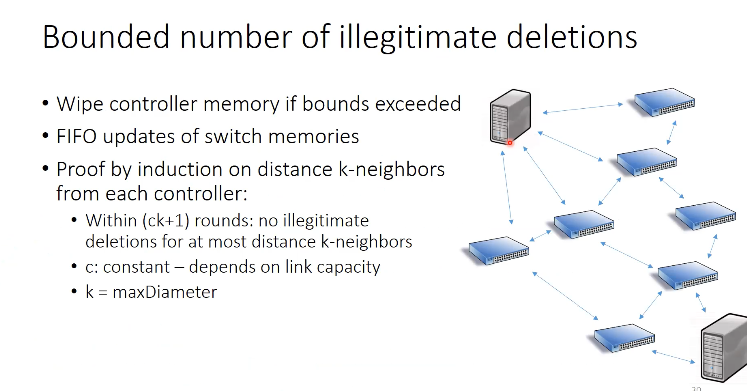 Bounded number of illegitimate deletions
• Wipe controller memory if bounds exceeded
• FIFO updates of switch memories
• Proof by induction on distance k-neighbors
from each controller:
• Within (ck+1) rounds: no illegitimate
deletions for at most distance k-neighbors
• c: constant – depends on link capacity
• k = maxDiameter